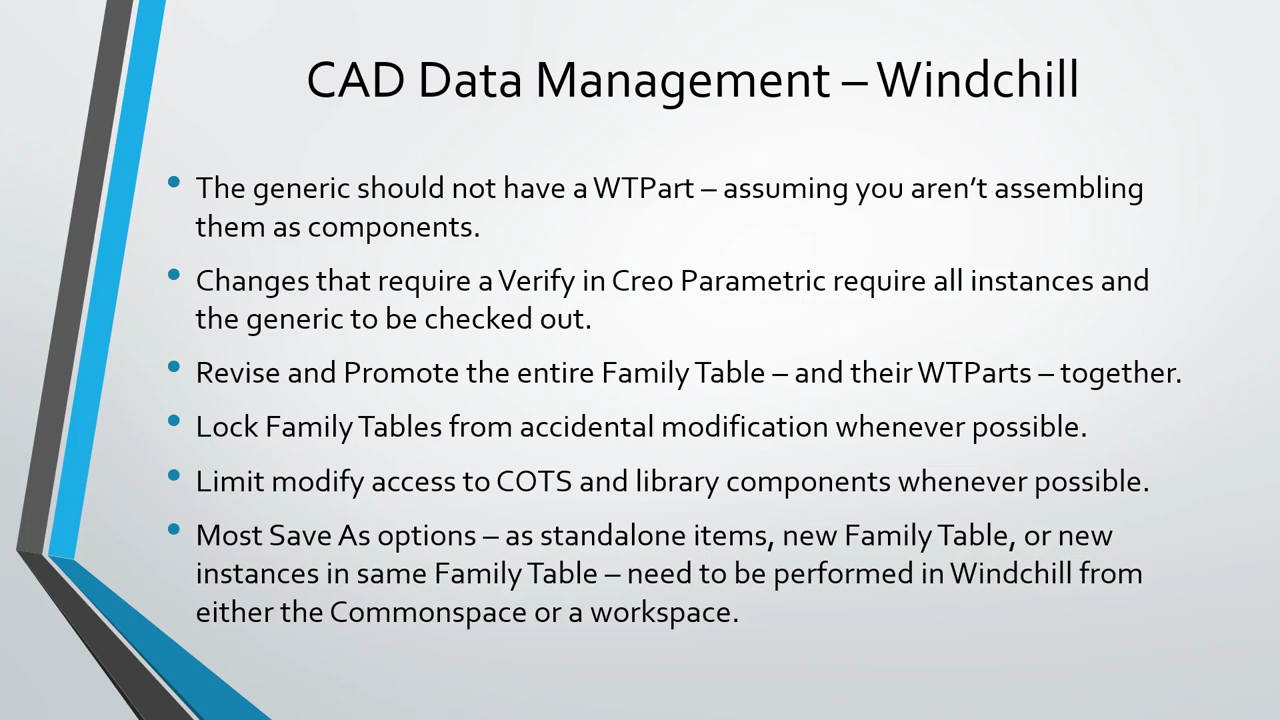 CAD Data Management – Windchill
• The generic should not have a WTPart – assuming you aren’t assembling
them as components.
• Changes that require a Verify in Creo Parametric require all instances and
the generic to be checked out.
• Revise and Promote the entire Family Table – and their WTParts – together.
• Lock Family Tables from accidental modification whenever possible.
• Limit modify access to COTS and library components whenever possible.
• Most Save As options – as standalone items, new Family Table, or new
instances in same Family Table – need to be performed in Windchill from
either the Commonspace or a workspace.